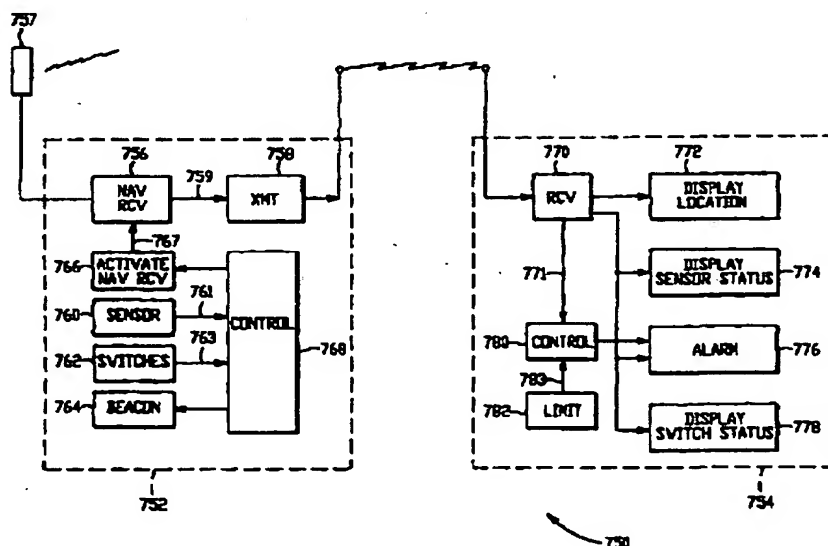 757
756
NAV
RCV
759
758
XMT
767
766
ACTIVATE
NAV RCV
760
SENSOR
761
762
SWITCHES
763
764
BEACON
CONTROL
768
752
770
RCV
772
DISPLAY
LOCATION
771
DISPLAY
SENSOR STATUS
774
780
CONTROL
ALARM
776
783
782
LIMIT
DISPLAY
SWITCH STATUS
778
754
750